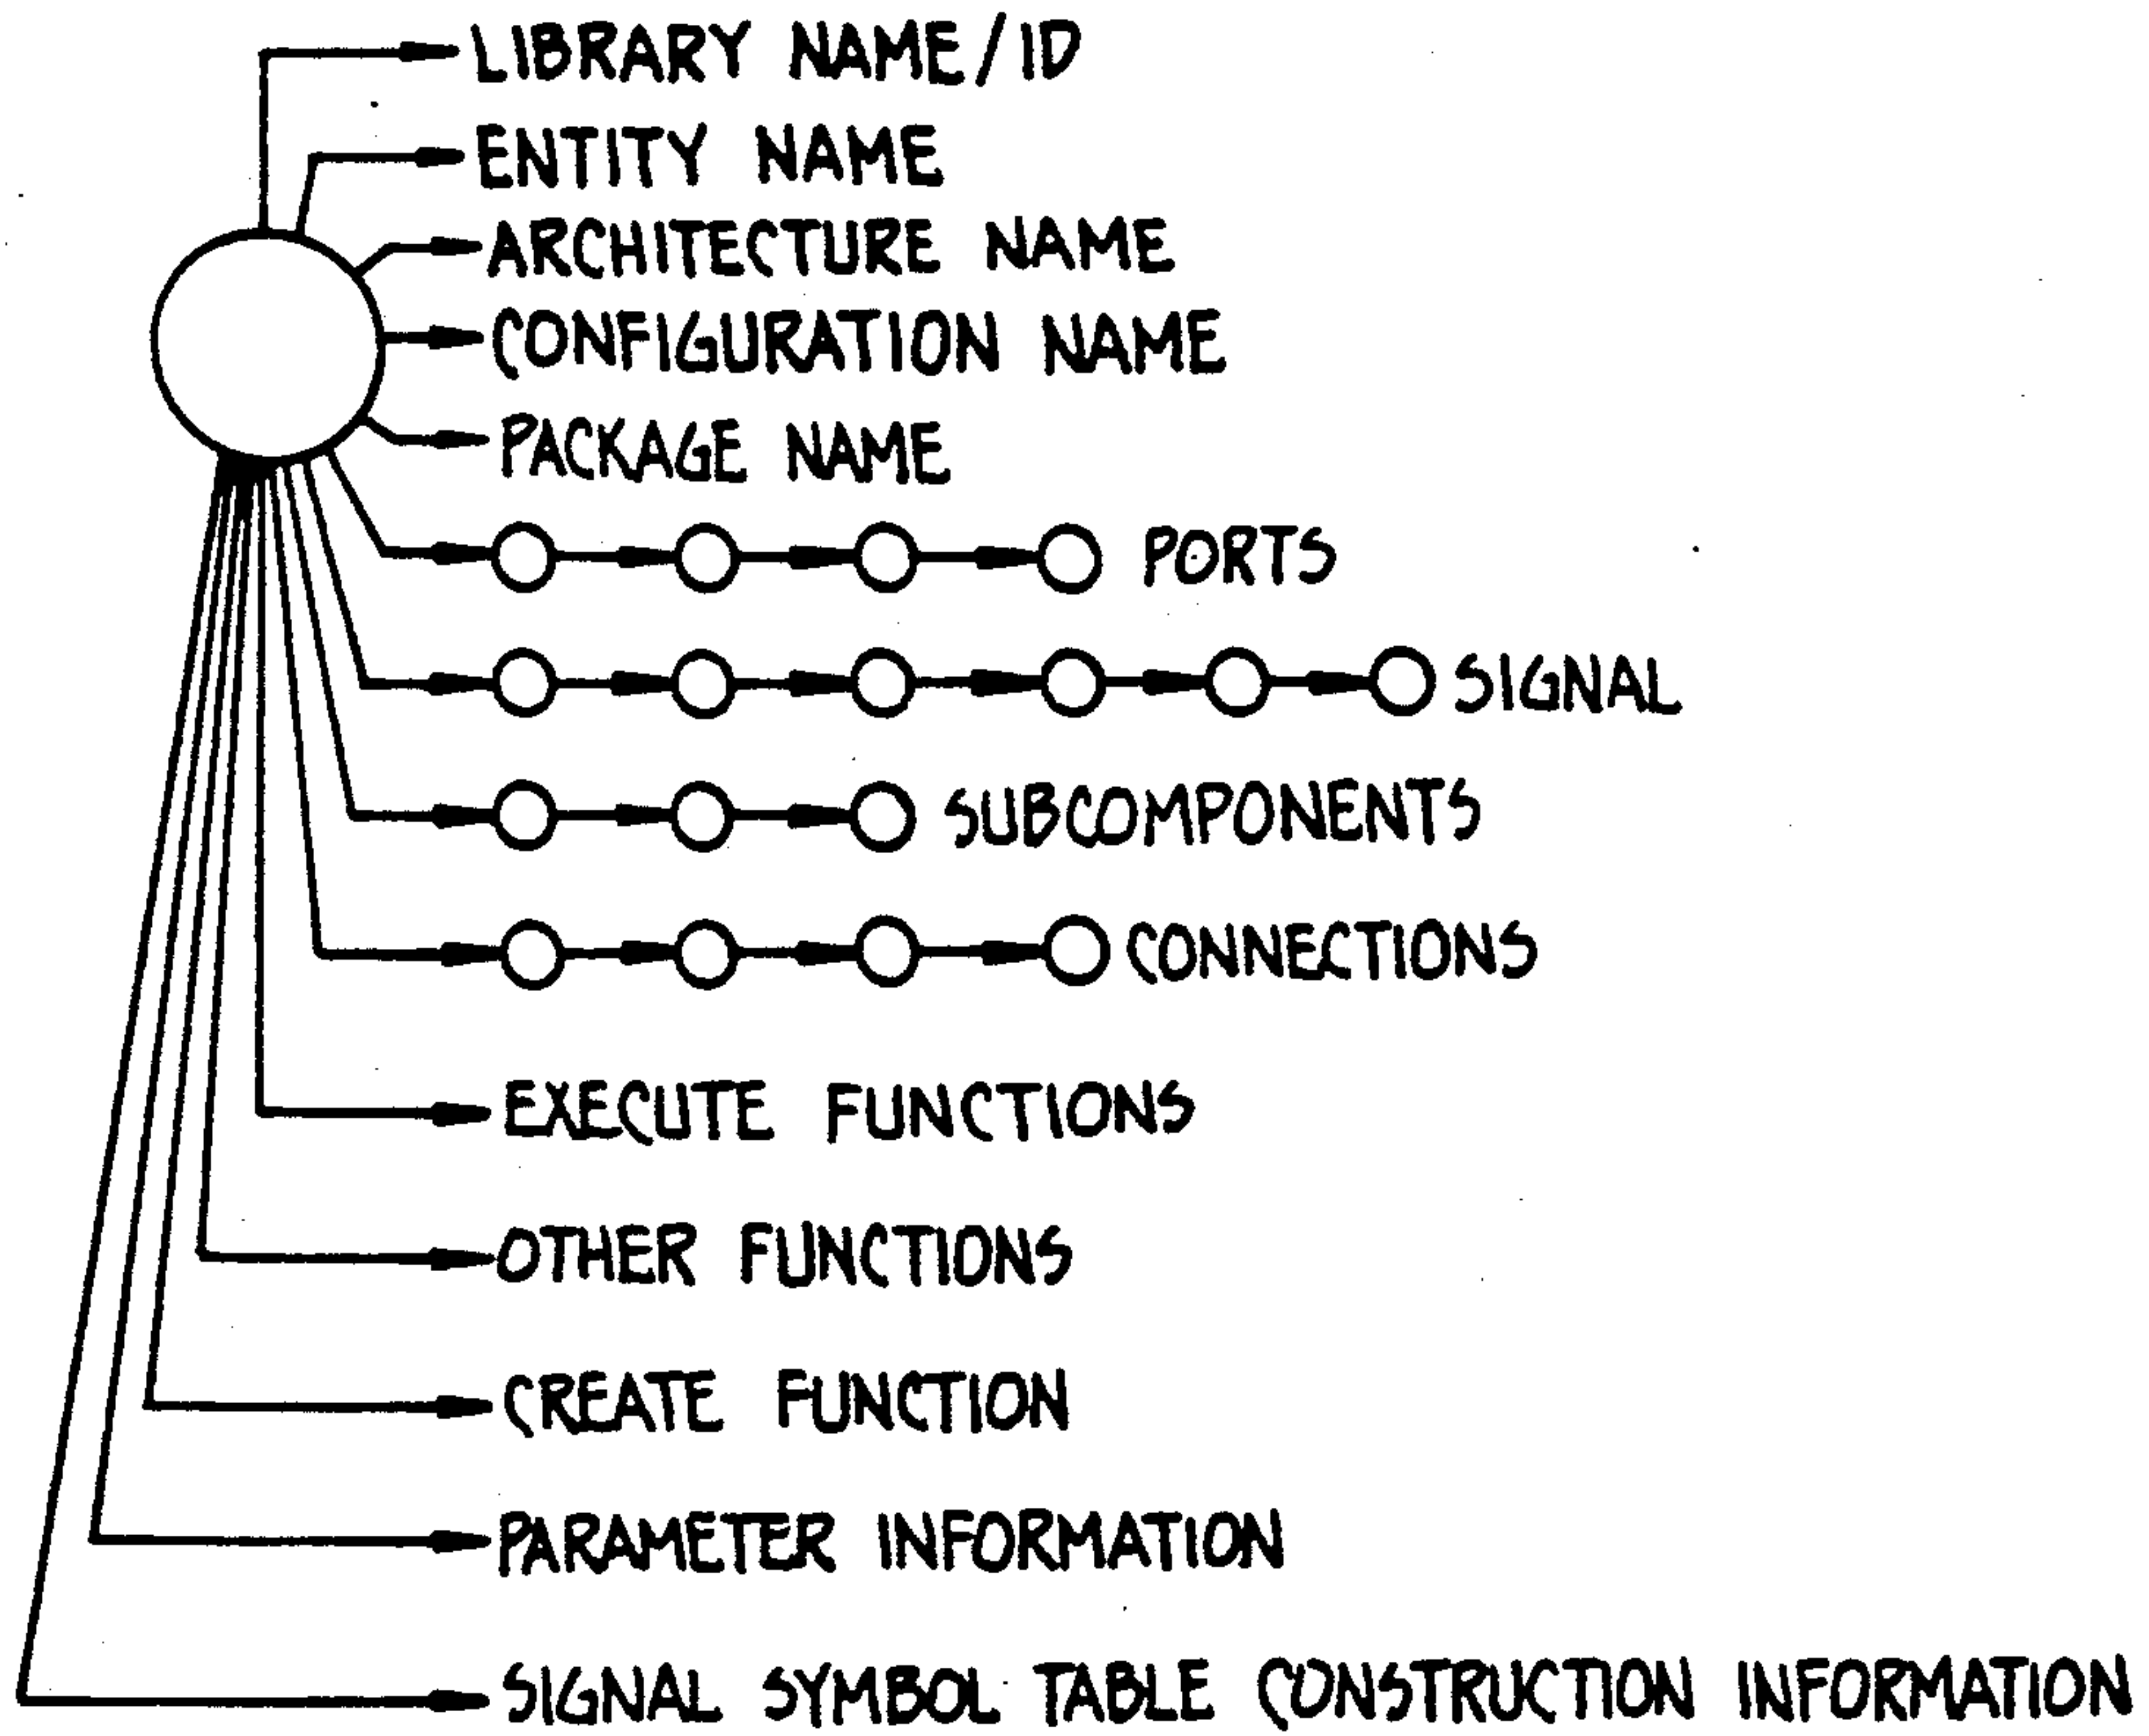 LIBRARY NAME/ID
ENTITY NAME
ARCHITECTURE NAME
CONFIGURATION NAME
PACKAGE NAME
PORTS
SIGNAL
SUBCOMPONENTS
CONNECTIONS
EXECUTE FUNCTIONS
OTHER FUNCTIONS
CREATE FUNCTION
PARAMETER INFORMATION
SIGNAL SYMBOL TABLE CONSTRUCTION INFORMATION